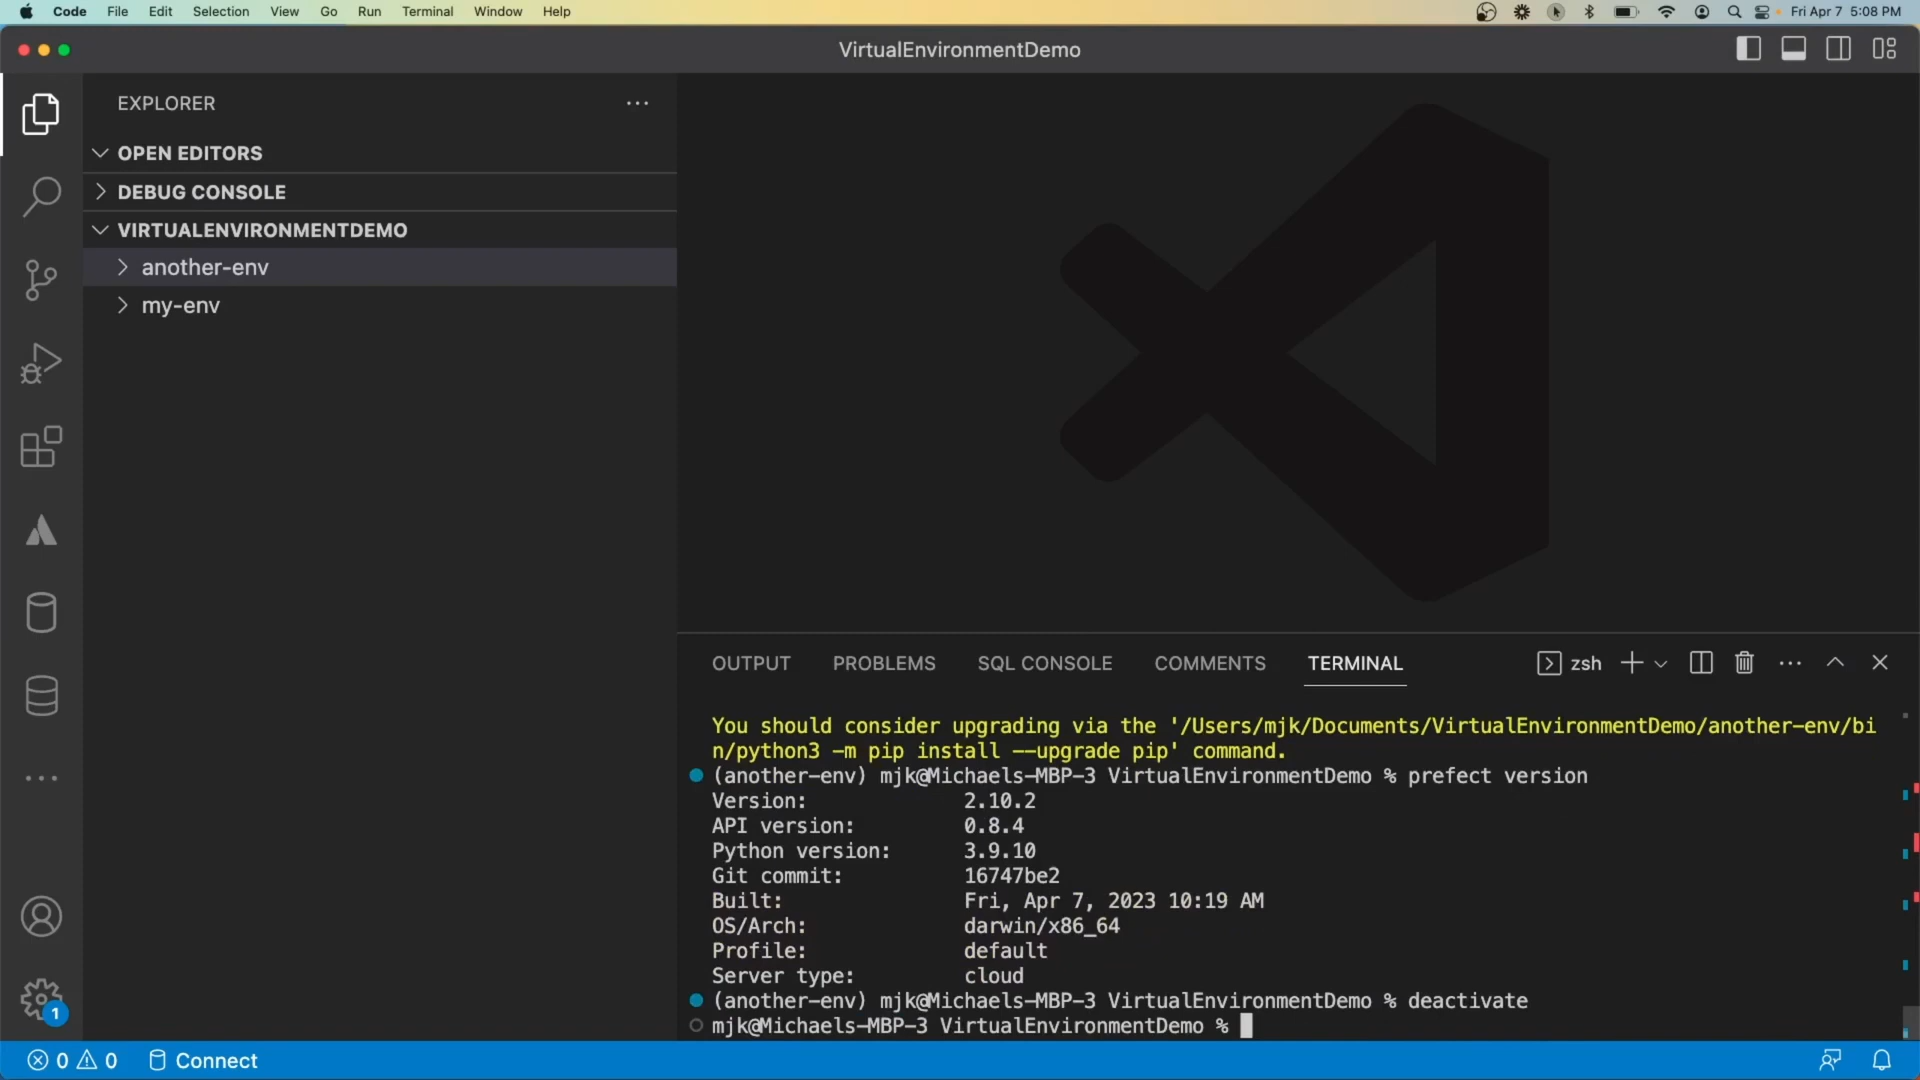 Code File Edit Selection View Go Run Terminal Window Help Fri Apr 7 5:08 PM
VirtualEnvironmentDemo
EXPLORER
OPEN EDITORS
DEBUG CONSOLE
VIRTUALENVIRONMENTDEMO
another-env
my-env
OUTPUT PROBLEMS SQL CONSOLE COMMENTS TERMINAL zsh
You should consider upgrading via the '/Users/mjk/Documents/VirtualEnvironmentDemo/another-env/bi
n/python3 -m pip install --upgrade pip' command.
(another-env) mjk@Michaels-MBP-3 VirtualEnvironmentDemo % prefect version
Version: 2.10.2
API version: 0.8.4
Python version: 3.9.10
Git commit: 16747be2
Built: Fri, Apr 7, 2023 10:19 AM
OS/Arch: darwin/x86_64
Profile: default
Server type: cloud
(another-env) mjk@Michaels-MBP-3 VirtualEnvironmentDemo % deactivate
mjk@Michaels-MBP-3 VirtualEnvironmentDemo %
1
0 0 Connect